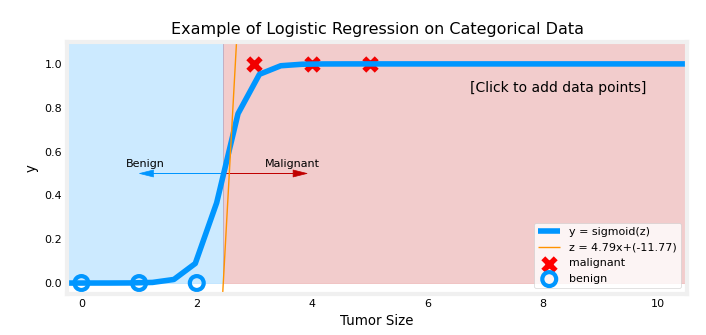 Example of Logistic Regression on Categorical Data
1.0
0.8
0.6
0.4
0.2
0.0
y
[Click to add data points]
Benign
Malignant
y = sigmoid(z)
z = 4.79x+(-11.77)
malignant
benign
0
2
4
6
8
10
Tumor Size